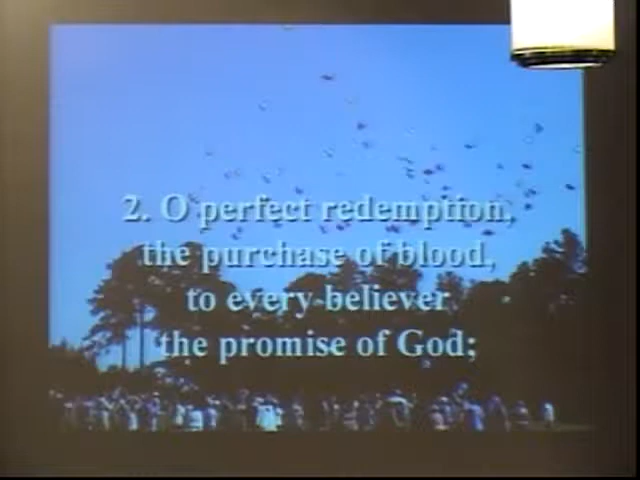 2. O perfect redemption,
the purchase of blood,
to every believer
the promise of God;